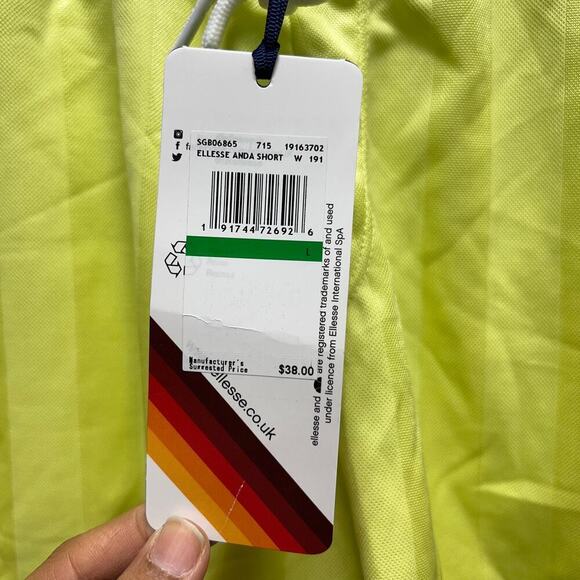 SGB06865 715 19163702
ELLESSE ANDA SHORT W 191
1 91744 72692 6
L
Manufacturer's
Suggested Price
$38.00
ellesse.co.uk
ellesse and are registered trademarks of and used
under licence from Ellesse International SpA